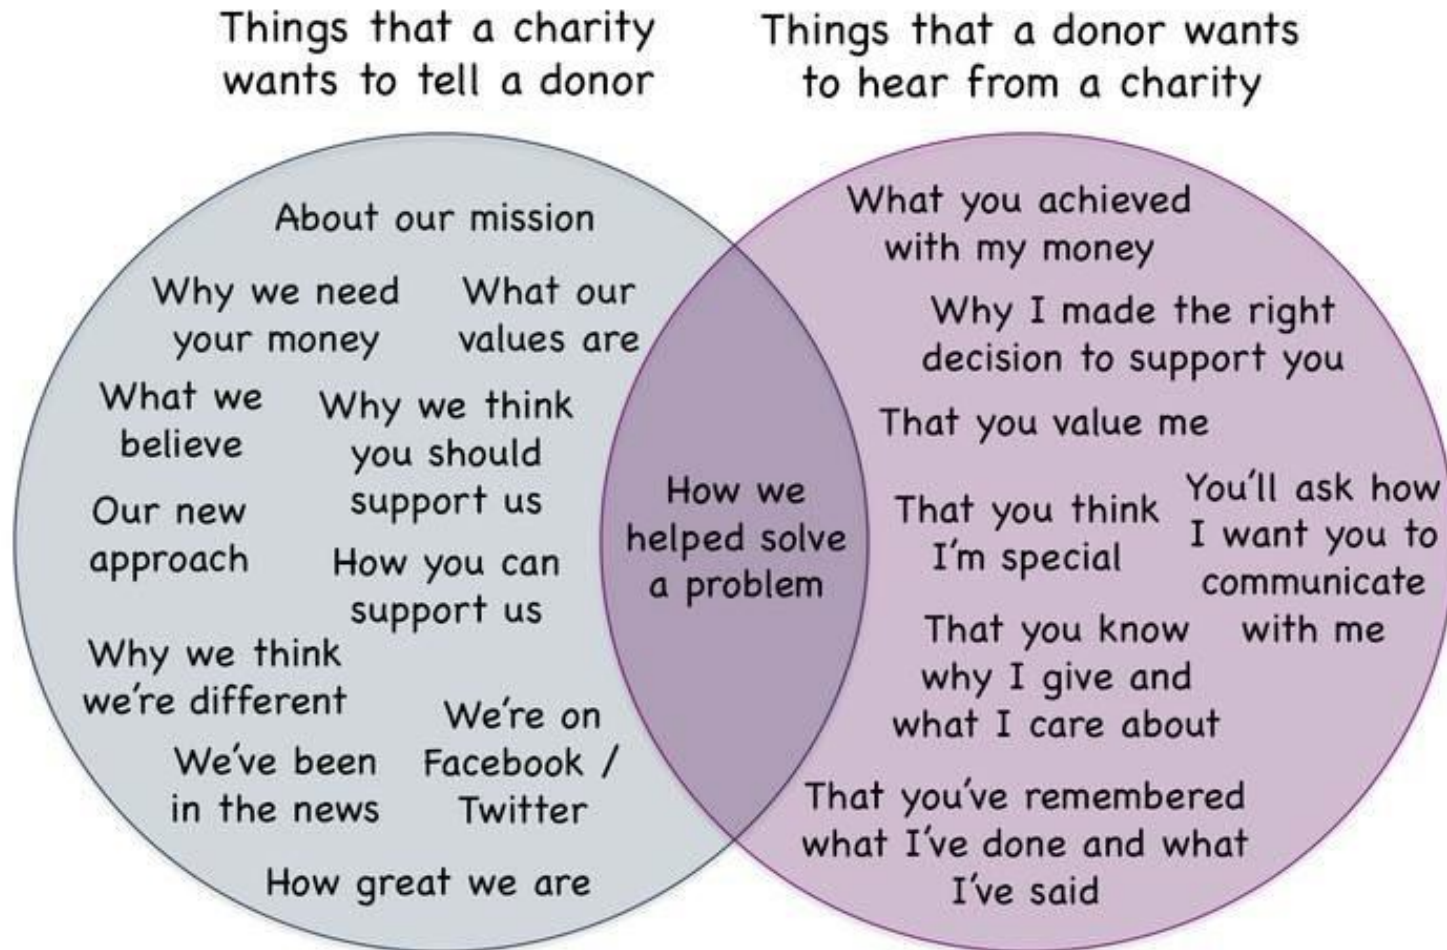 Things that a charity
wants to tell a donor
Things that a donor wants
to hear from a charity
About our mission
Why we need
your money
What our
values are
What we
believe
Why we think
you should
support us
Our new
approach
How you can
support us
Why we think
we're different
We're on
Facebook /
Twitter
We've been
in the news
How great we are
How we
helped solve
a problem
What you achieved
with my money
Why I made the right
decision to support you
That you value me
That you think
I'm special
You'll ask how
I want you to
communicate
with me
That you know
why I give and
what I care about
That you've remembered
what I've done and what
I've said